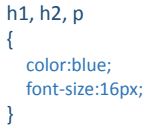 h1, h2, p
{
color:blue;
font-size:16px;
}